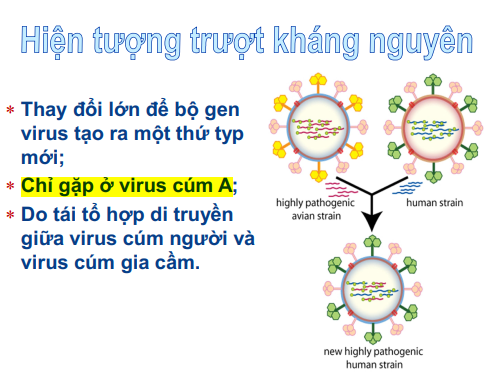 Hiện tượng trượt kháng nguyên
* Thay đổi lớn để bộ gen
virus tạo ra một thứ typ
mới;
* Chỉ gặp ở virus cúm A;
* Do tái tổ hợp di truyền
giữa virus cúm người và
virus cúm gia cầm.
highly pathogenic
avian strain
human strain
new highly pathogenic
human strain